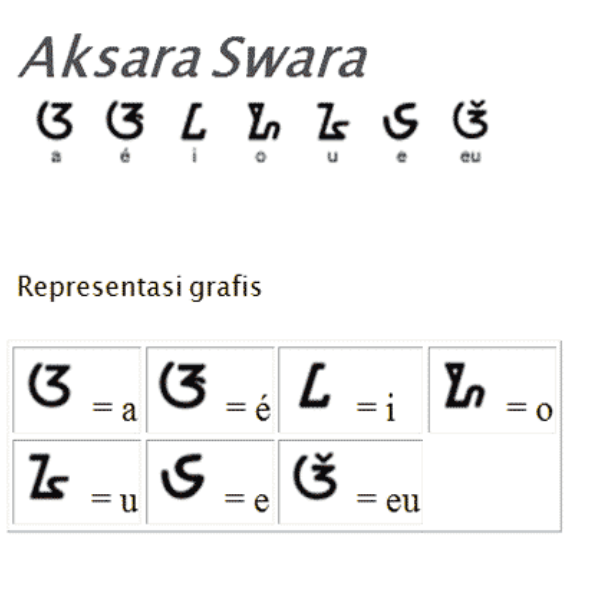 Aksara Swara
ᮃ ᮆ ᮄ ᮇ ᮅ ᮈ ᮉ
a é i o u e eu
Representasi grafis
ᮃ = a ᮆ = é ᮄ = i ᮇ = o
ᮅ = u ᮈ = e ᮉ = eu